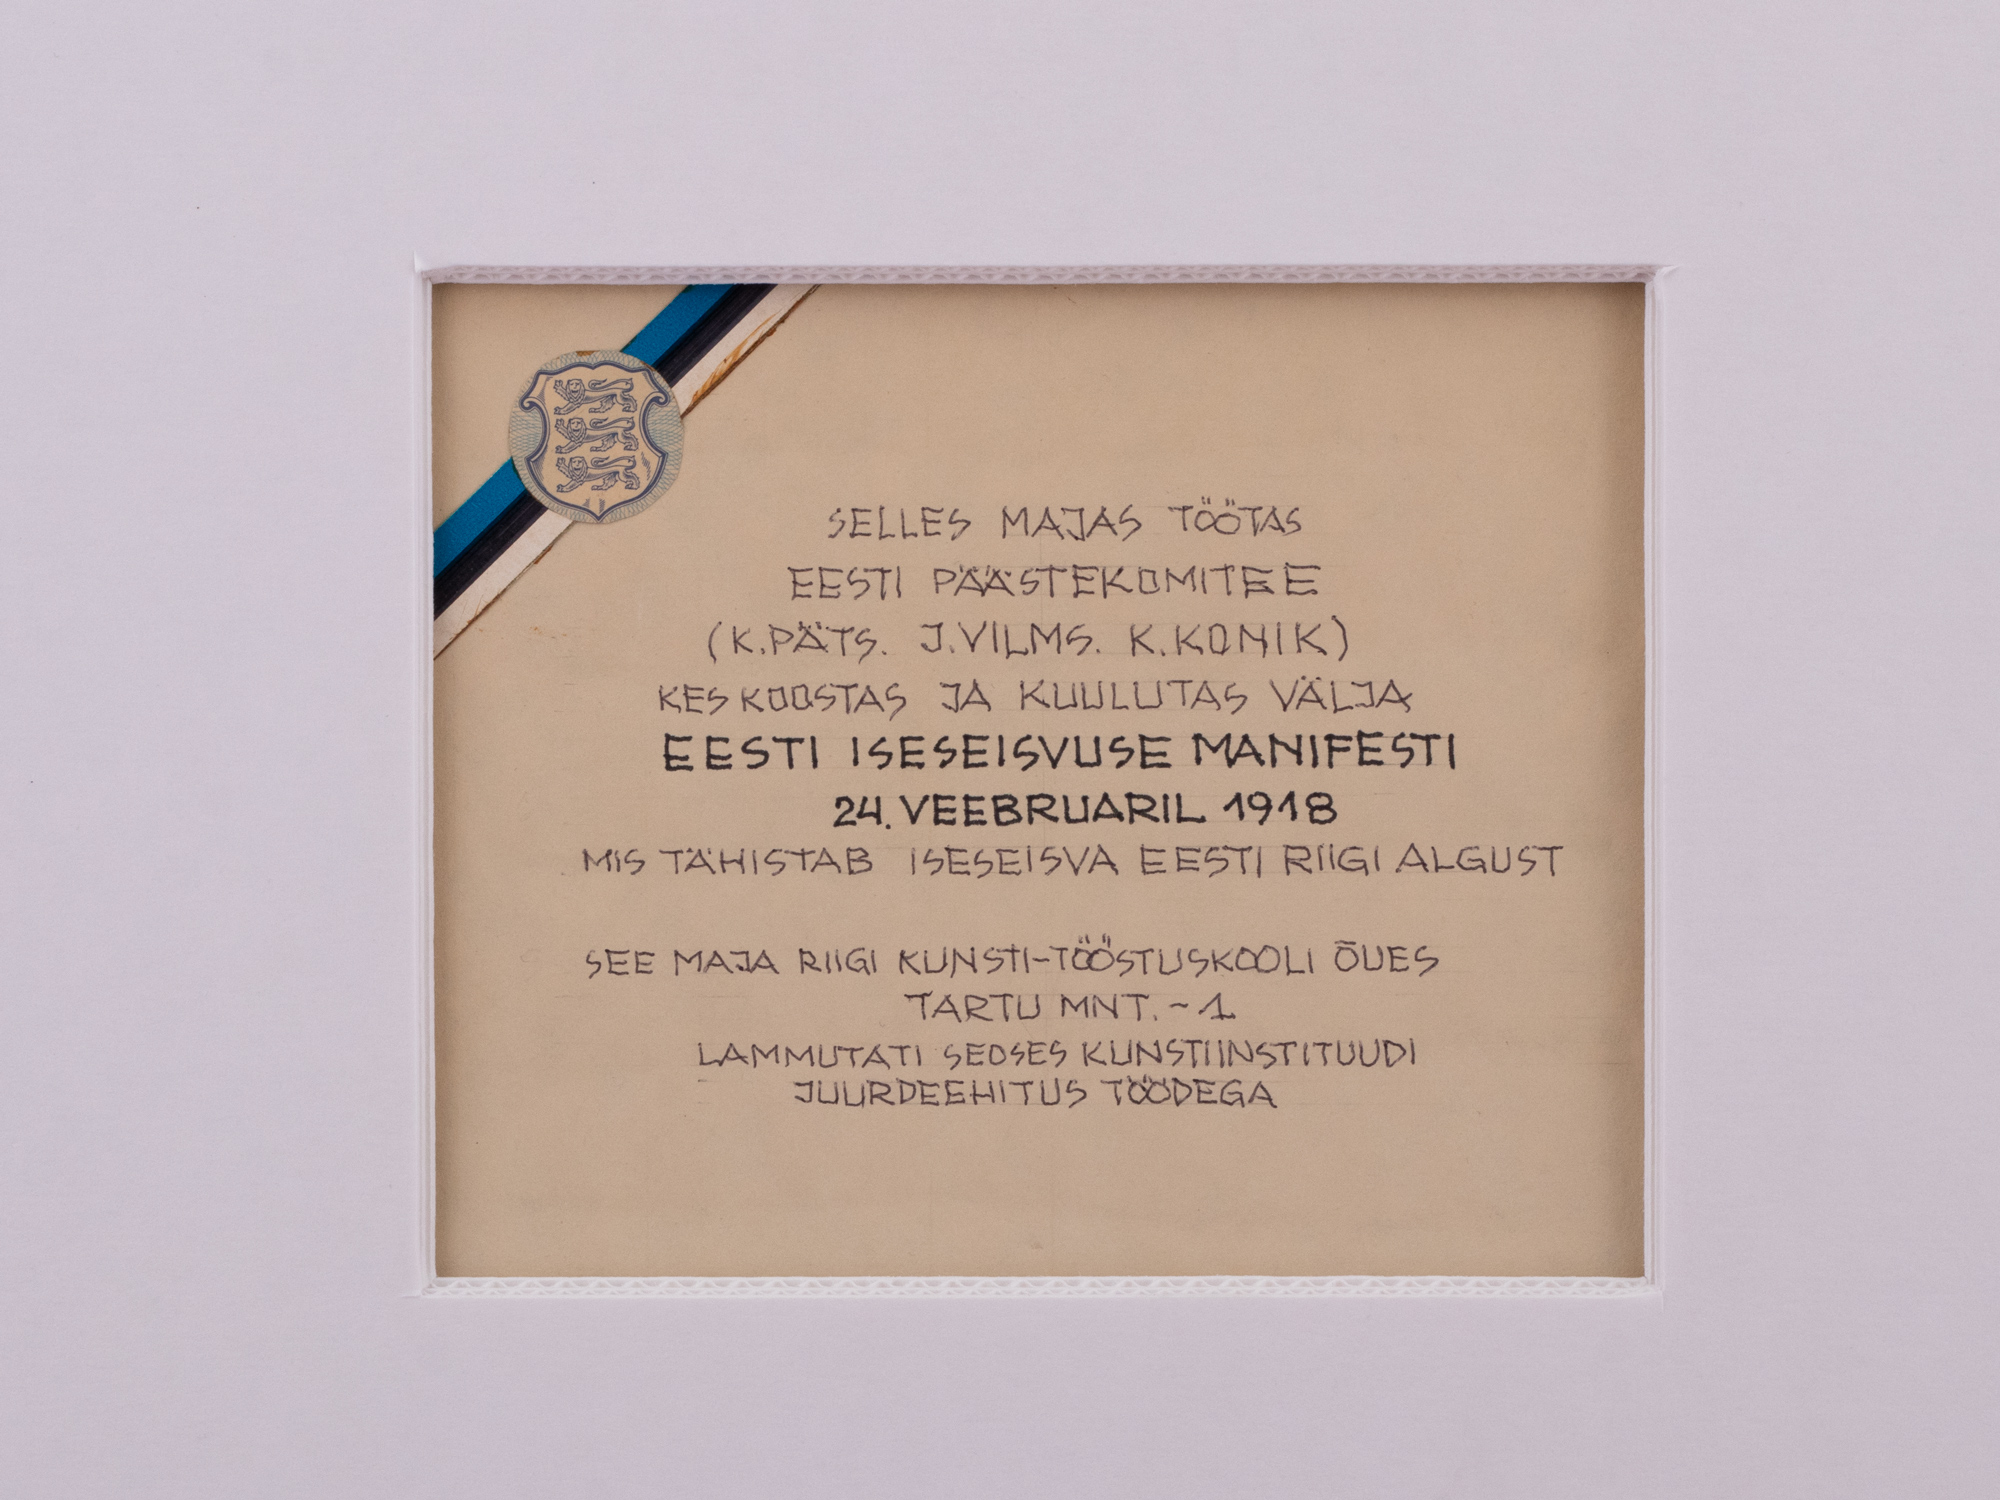 SELLES MAJAS TÖÖTAS
EESTI PÄÄSTEKOMITEE
(K.PÄTS. J.VILMS. K.KONIK)
KES KOOSTAS JA KUULUTAS VÄLJA
EESTI ISESEISVUSE MANIFESTI
24. VEEBRUARIL 1918
MIS TÄHISTAB ISESEISVA EESTI RIIGI ALGUST
SEE MAJA RIIGI KUNSTI-TÖÖSTUSKOOLI ÕUES
TARTU MNT. ~ 1
LAMMUTATI SEOSES KUNSTIINSTITUUDI
JUURDEEHITUS TÖÖDEGA